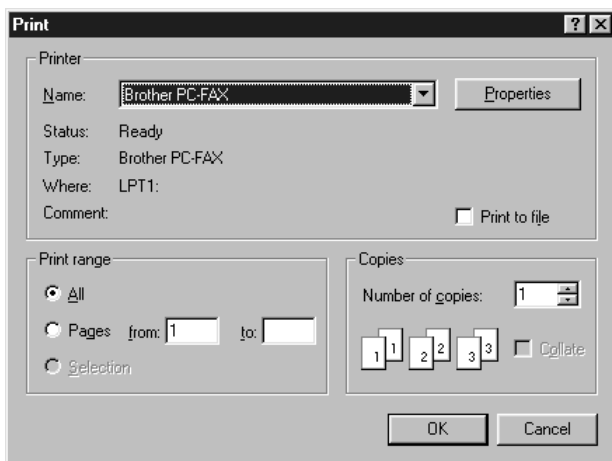 Print
Printer
Name: Brother PC-FAX Properties
Status: Ready
Type: Brother PC-FAX
Where: LPT1:
Comment: Print to file
Print range
All
Pages from: 1 to:
Selection
Copies
Number of copies: 1
1 1 2 2 3 3 Collate
OK Cancel